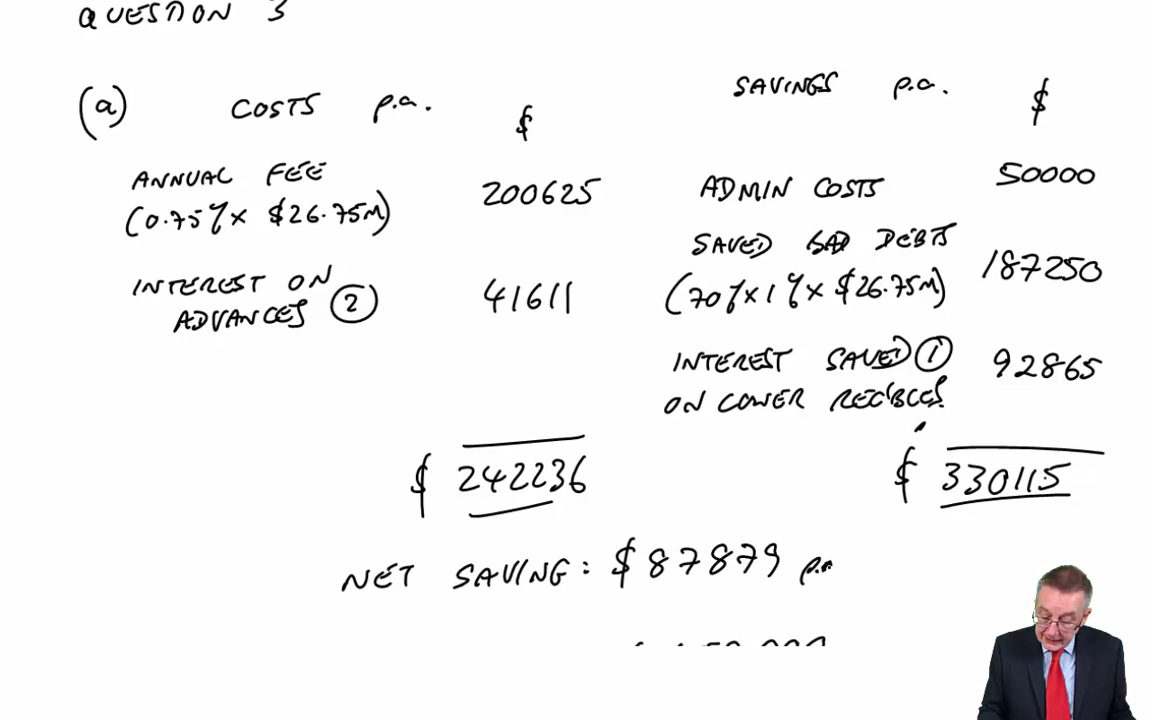 QUESTION 3
(a) COSTS p.a. $
ANNUAL FEE
(0.75% × $26.75M) 200625
INTEREST ON
ADVANCES ② 41611
$ 242236
SAVINGS p.a. $
ADMIN COSTS 50000
SAVED BAD DEBTS
(70% × 1% × $26.75M) 187250
INTEREST SAVED ① 92865
ON LOWER REC'BLES.
$ 330115
NET SAVING: $87879 p.a